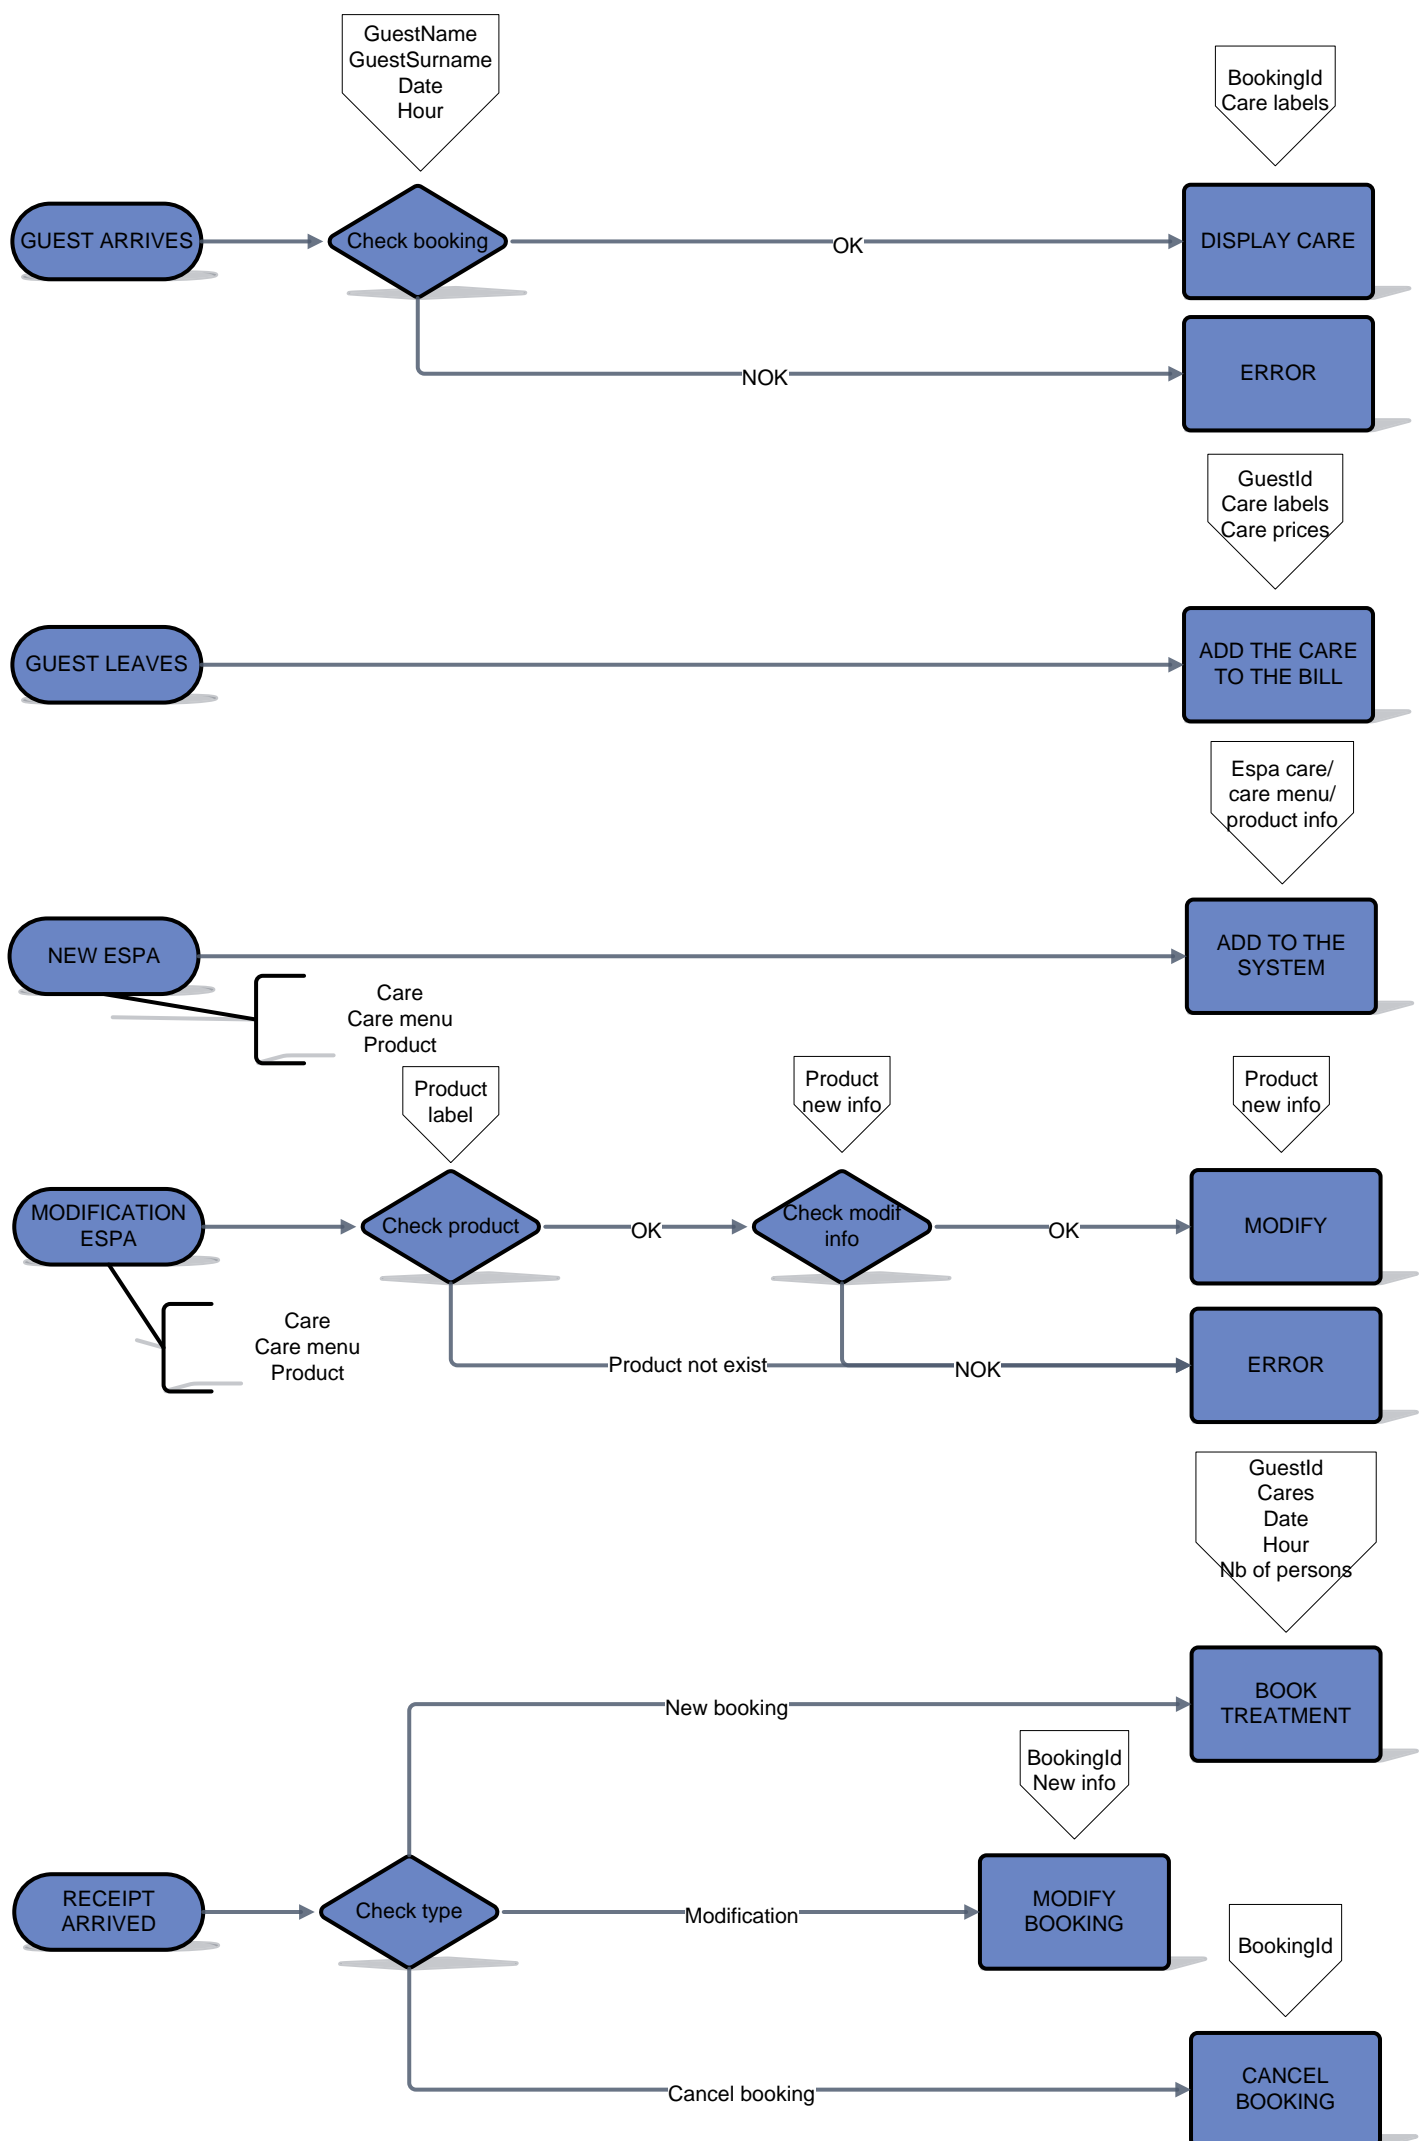 GuestName
GuestSurname
Date
Hour
BookingId
Care labels
GUEST ARRIVES
Check booking
OK
DISPLAY CARE
NOK
ERROR
GuestId
Care labels
Care prices
GUEST LEAVES
ADD THE CARE
TO THE BILL
Espa care/
care menu/
product info
NEW ESPA
ADD TO THE
SYSTEM
Care
Care menu
Product
Product
label
Product
new info
Product
new info
MODIFICATION
ESPA
Check product
OK
Check modif
info
OK
MODIFY
Care
Care menu
Product
Product not exist
NOK
ERROR
GuestId
Cares
Date
Hour
Nb of persons
New booking
BOOK
TREATMENT
BookingId
New info
RECEIPT
ARRIVED
Check type
Modification
MODIFY
BOOKING
BookingId
Cancel booking
CANCEL
BOOKING